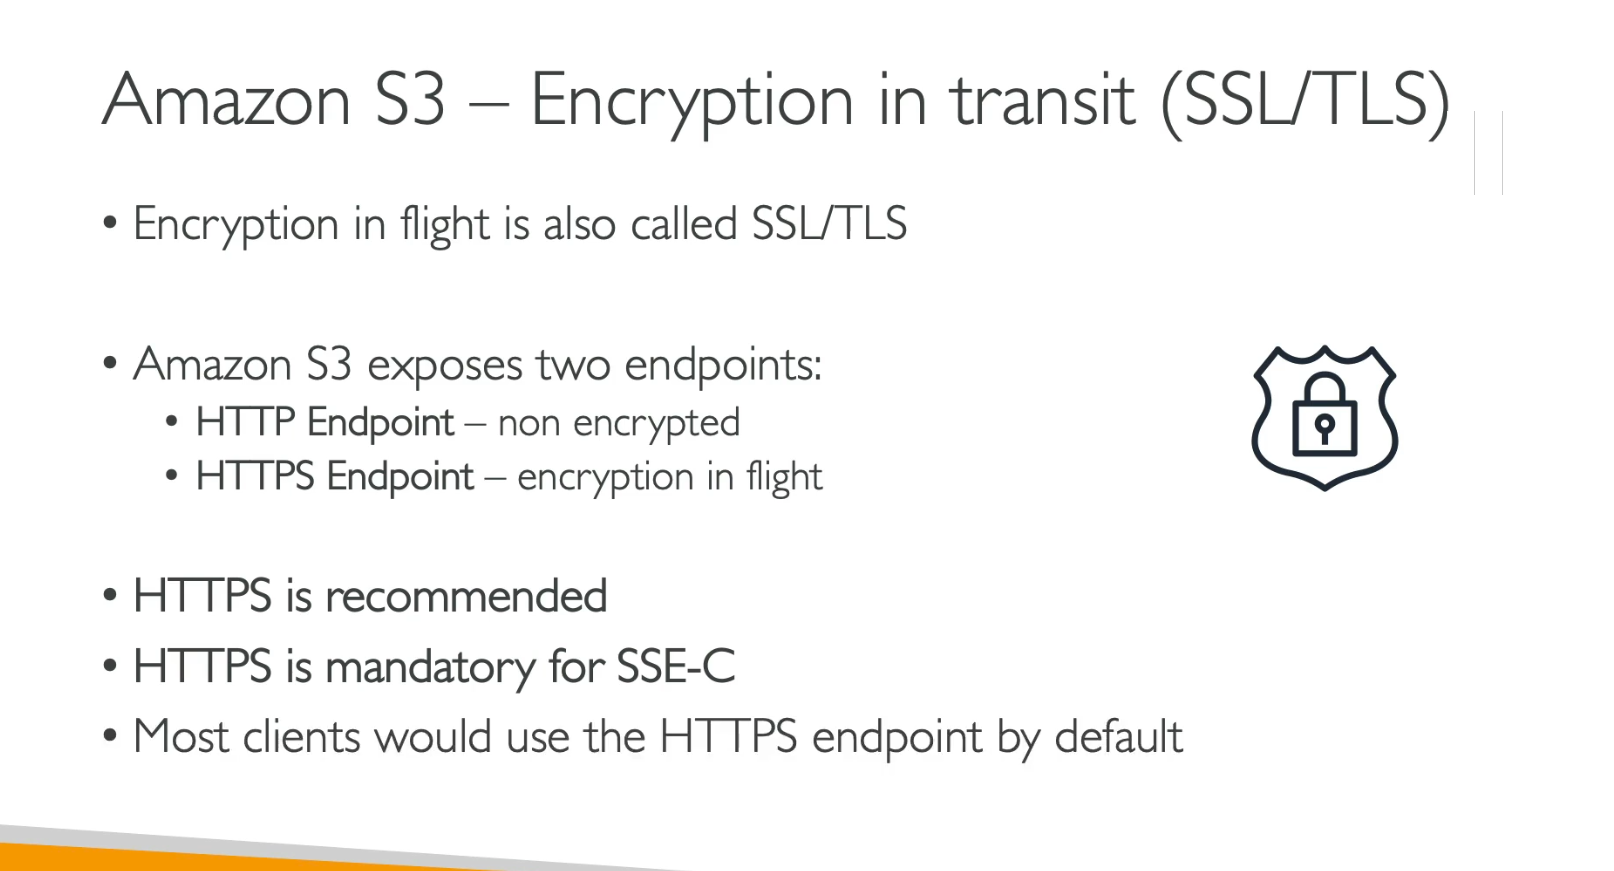 Amazon S3 – Encryption in transit (SSL/TLS)
• Encryption in flight is also called SSL/TLS
• Amazon S3 exposes two endpoints:
• HTTP Endpoint – non encrypted
• HTTPS Endpoint – encryption in flight
• HTTPS is recommended
• HTTPS is mandatory for SSE-C
• Most clients would use the HTTPS endpoint by default